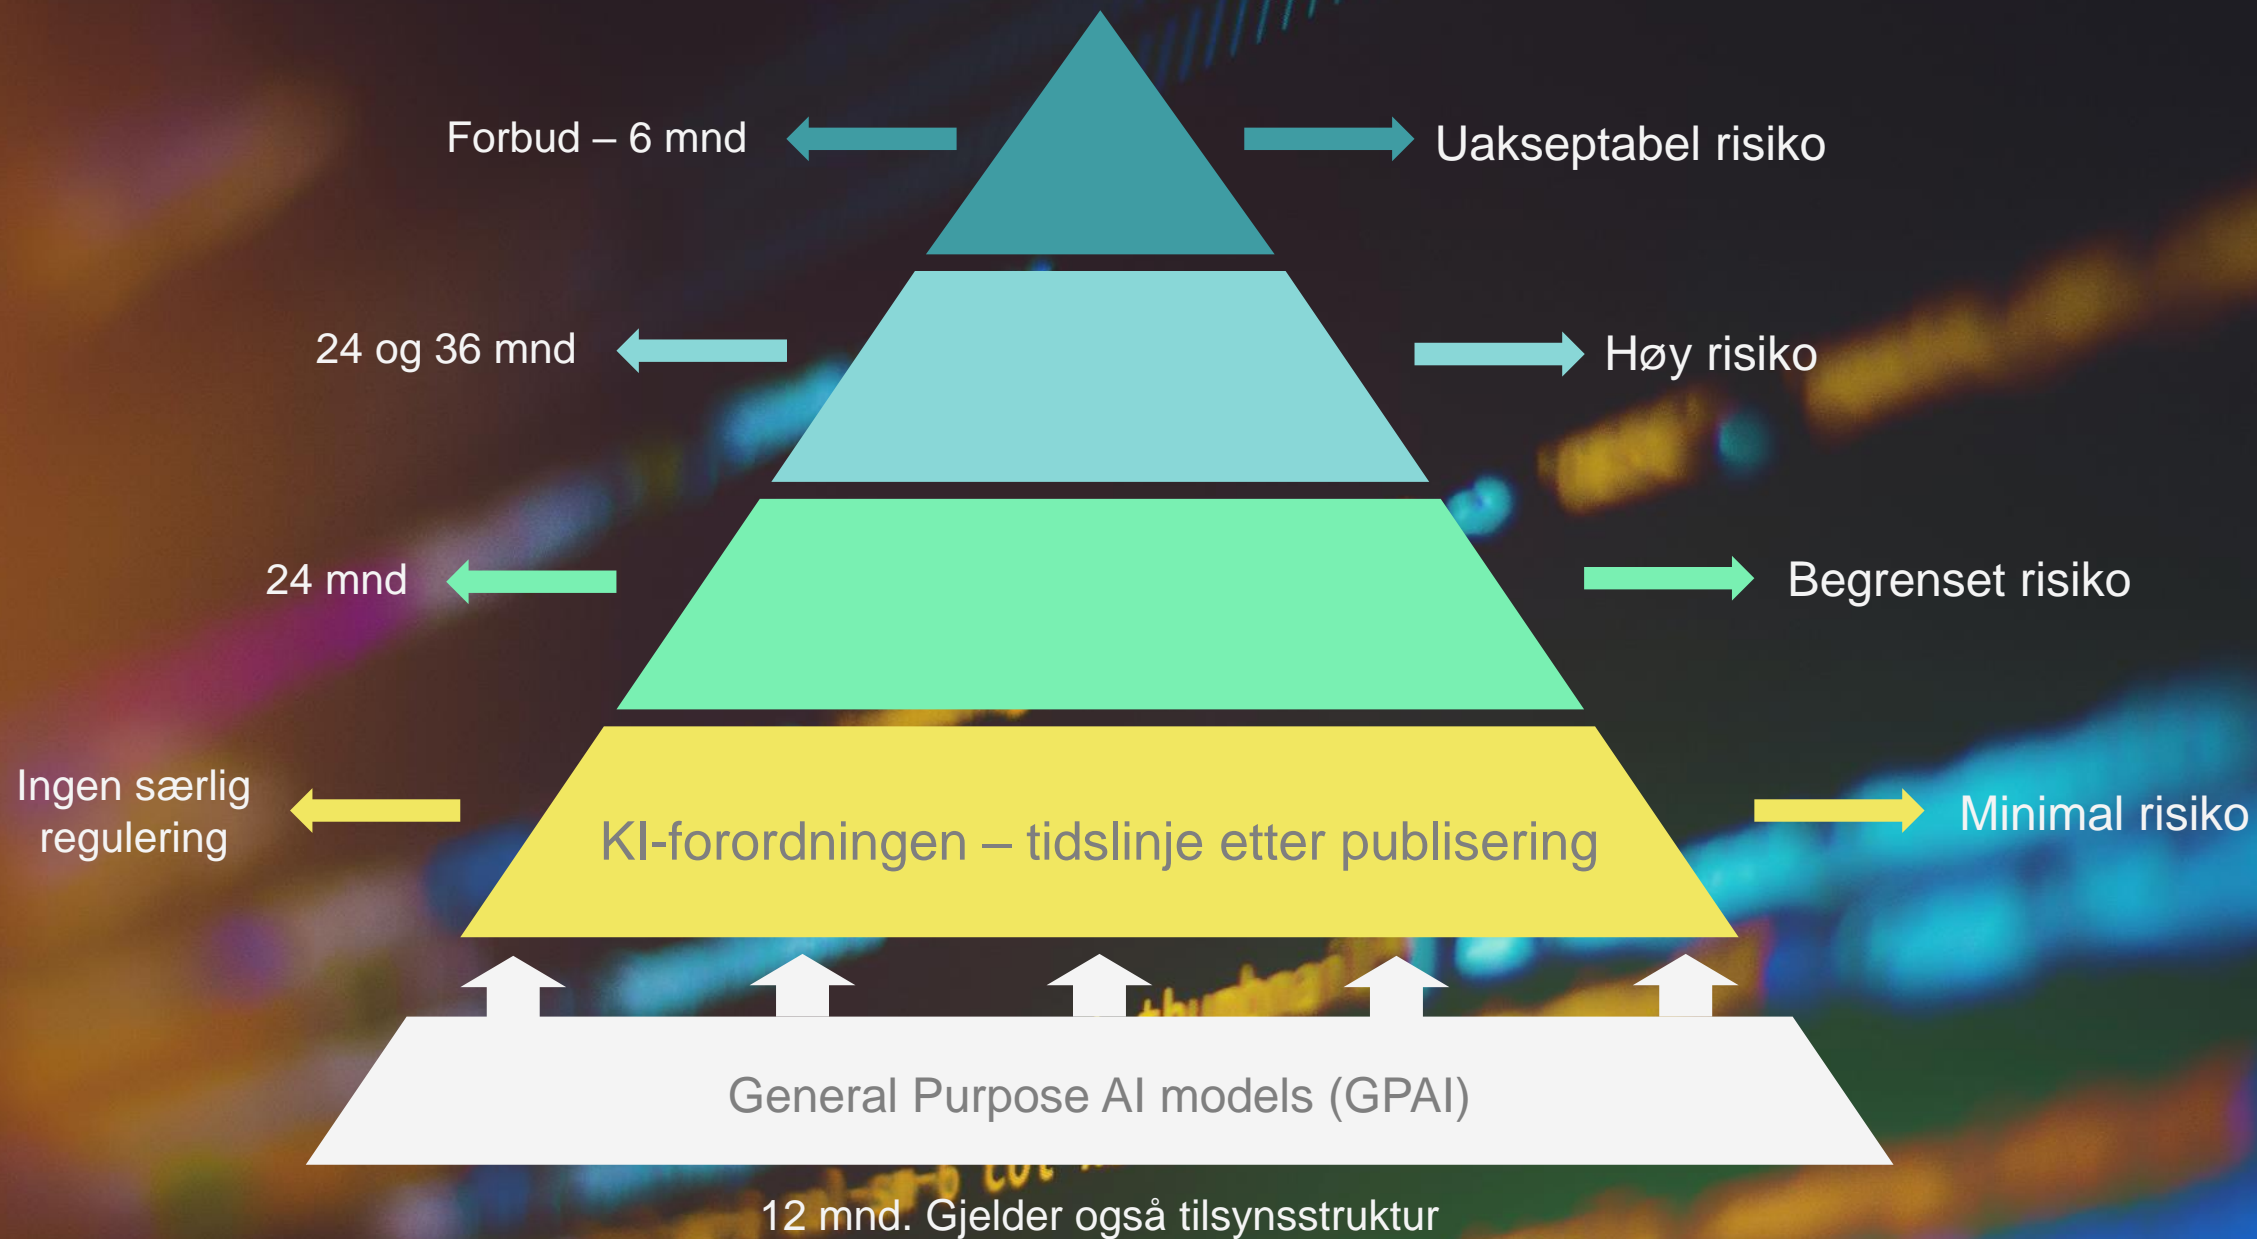 Forbud – 6 mnd
Uakseptabel risiko
24 og 36 mnd
Høy risiko
24 mnd
Begrenset risiko
Ingen særlig
regulering
KI-forordningen – tidslinje etter publisering
Minimal risiko
General Purpose AI models (GPAI)
12 mnd. Gjelder også tilsynsstruktur